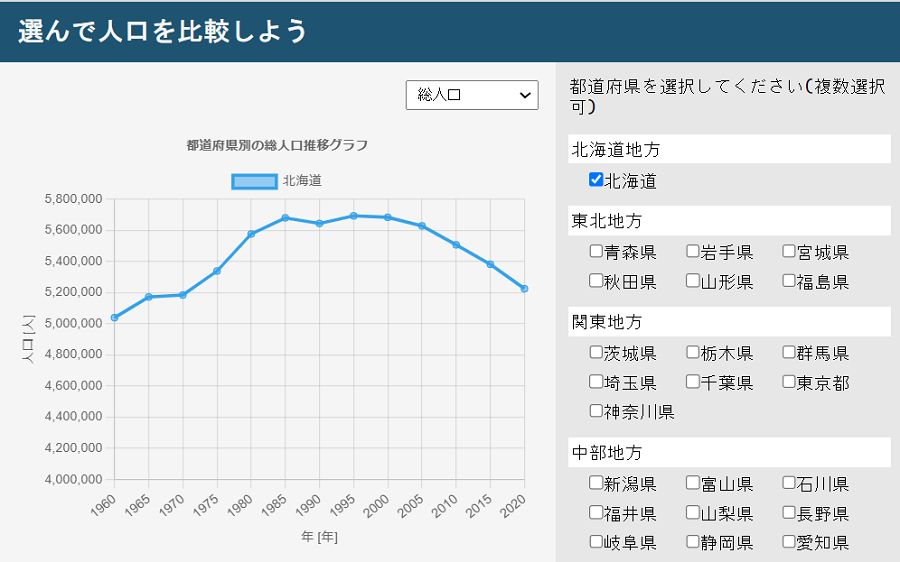 選んで人口を比較しよう
総人口
都道府県別の総人口推移グラフ
北海道
5,800,000
5,600,000
5,400,000
5,200,000
5,000,000
4,800,000
4,600,000
4,400,000
4,200,000
4,000,000
人口 [人]
1960 1965 1970 1975 1980 1985 1990 1995 2000 2005 2010 2015 2020
年 [年]
都道府県を選択してください(複数選択
可)
北海道地方
北海道
東北地方
青森県 岩手県 宮城県
秋田県 山形県 福島県
関東地方
茨城県 栃木県 群馬県
埼玉県 千葉県 東京都
神奈川県
中部地方
新潟県 富山県 石川県
福井県 山梨県 長野県
岐阜県 静岡県 愛知県